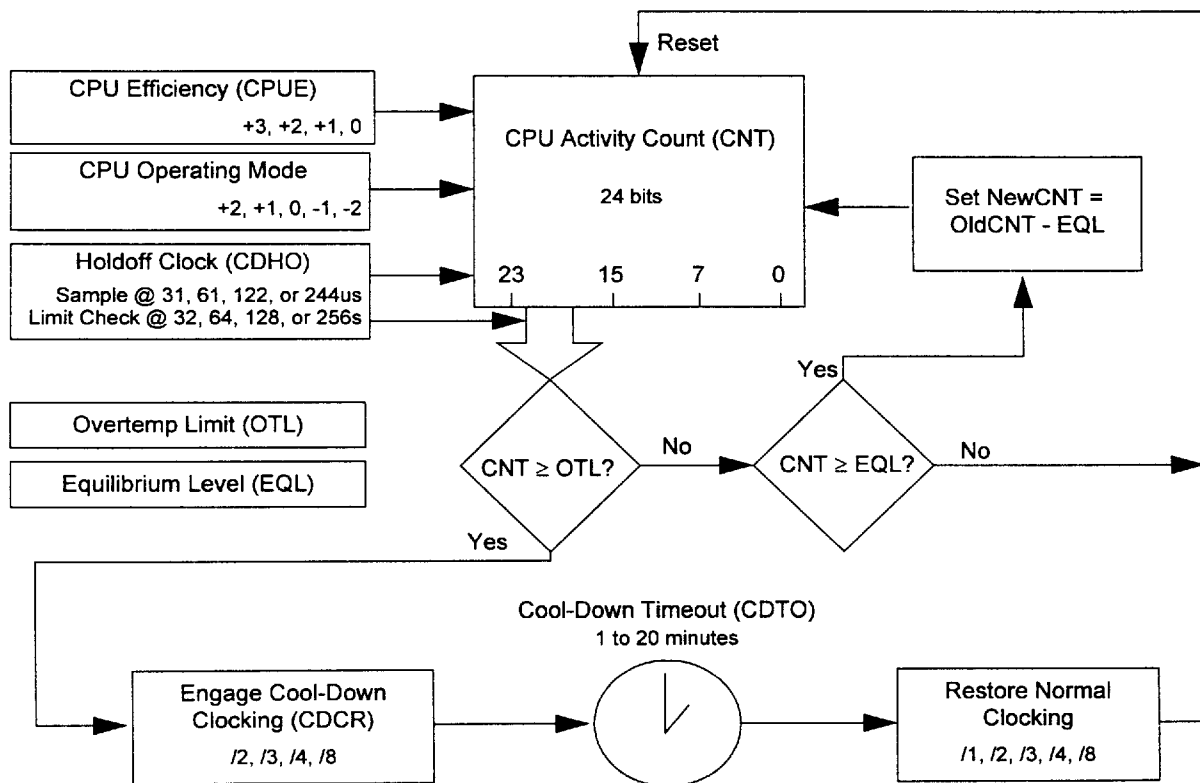 Reset
CPU Efficiency (CPUE)
+3, +2, +1, 0
CPU Operating Mode
+2, +1, 0, -1, -2
Holdoff Clock (CDHO)
Sample @ 31, 61, 122, or 244us
Limit Check @ 32, 64, 128, or 256s
CPU Activity Count (CNT)
24 bits
23 15 7 0
Set NewCNT =
OldCNT - EQL
Overtemp Limit (OTL)
Equilibrium Level (EQL)
CNT ≥ OTL?
No
Yes
Yes
CNT ≥ EQL?
No
Cool-Down Timeout (CDTO)
1 to 20 minutes
Engage Cool-Down
Clocking (CDCR)
/2, /3, /4, /8
Restore Normal
Clocking
/1, /2, /3, /4, /8